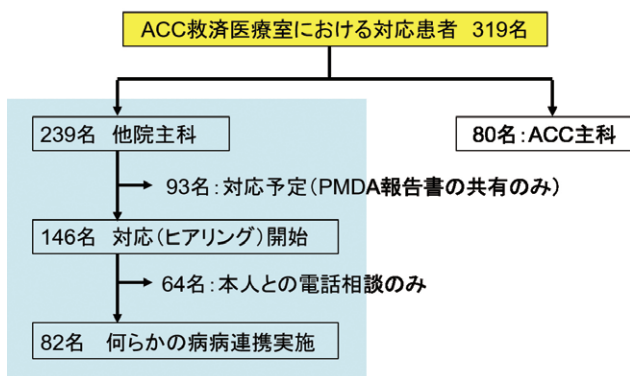 ACC救済医療室における対応患者 319名
239名 他院主科
80名:ACC主科
93名:対応予定(PMDA報告書の共有のみ)
146名 対応(ヒアリング)開始
64名:本人との電話相談のみ
82名 何らかの病病連携実施